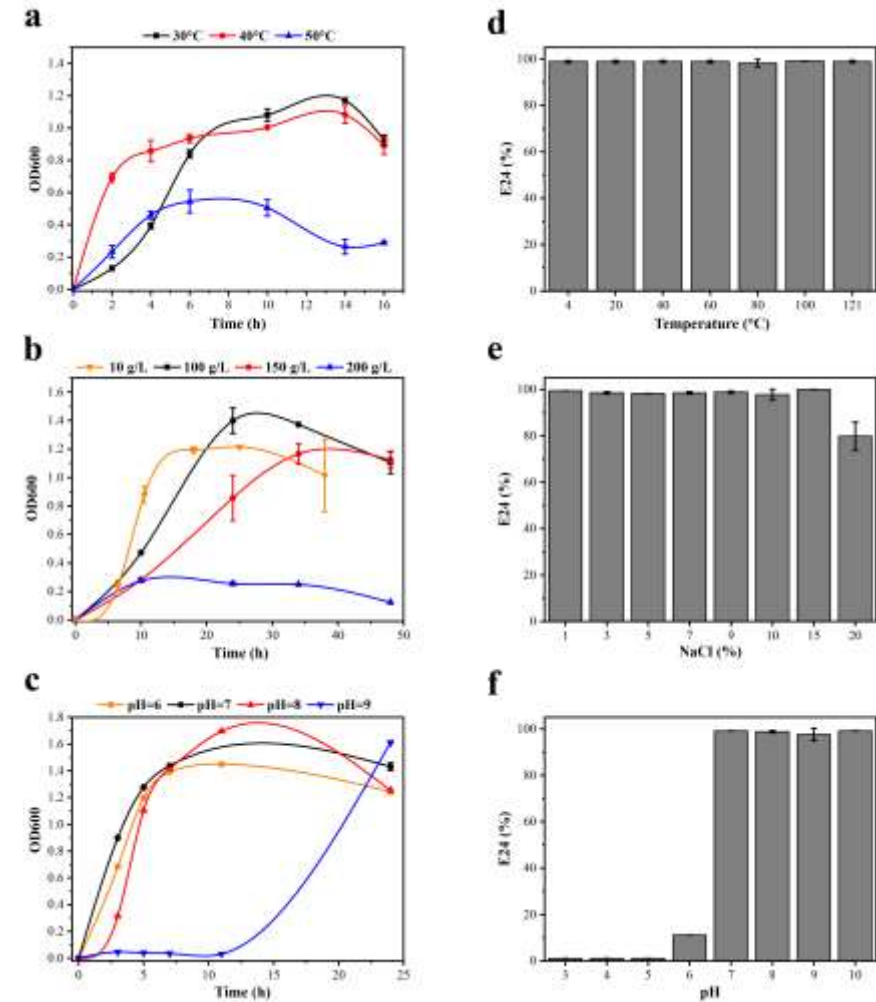 a
30°C 40°C 50°C
OD600
1.4
1.2
1.0
0.8
0.6
0.4
0.2
0.0
0 2 4 6 8 10 12 14 16
Time (h)
d
E24 (%)
100
80
60
40
20
0
4 20 40 60 80 100 121
Temperature (°C)
b
10 g/L 100 g/L 150 g/L 200 g/L
OD600
1.6
1.4
1.2
1.0
0.8
0.6
0.4
0.2
0.0
0 10 20 30 40 50
Time (h)
e
E24 (%)
100
80
60
40
20
0
1 3 5 7 9 10 15 20
NaCl (%)
c
pH=6 pH=7 pH=8 pH=9
OD600
1.8
1.6
1.4
1.2
1.0
0.8
0.6
0.4
0.2
0.0
0 5 10 15 20 25
Time (h)
f
E24 (%)
100
80
60
40
20
0
3 4 5 6 7 8 9 10
pH